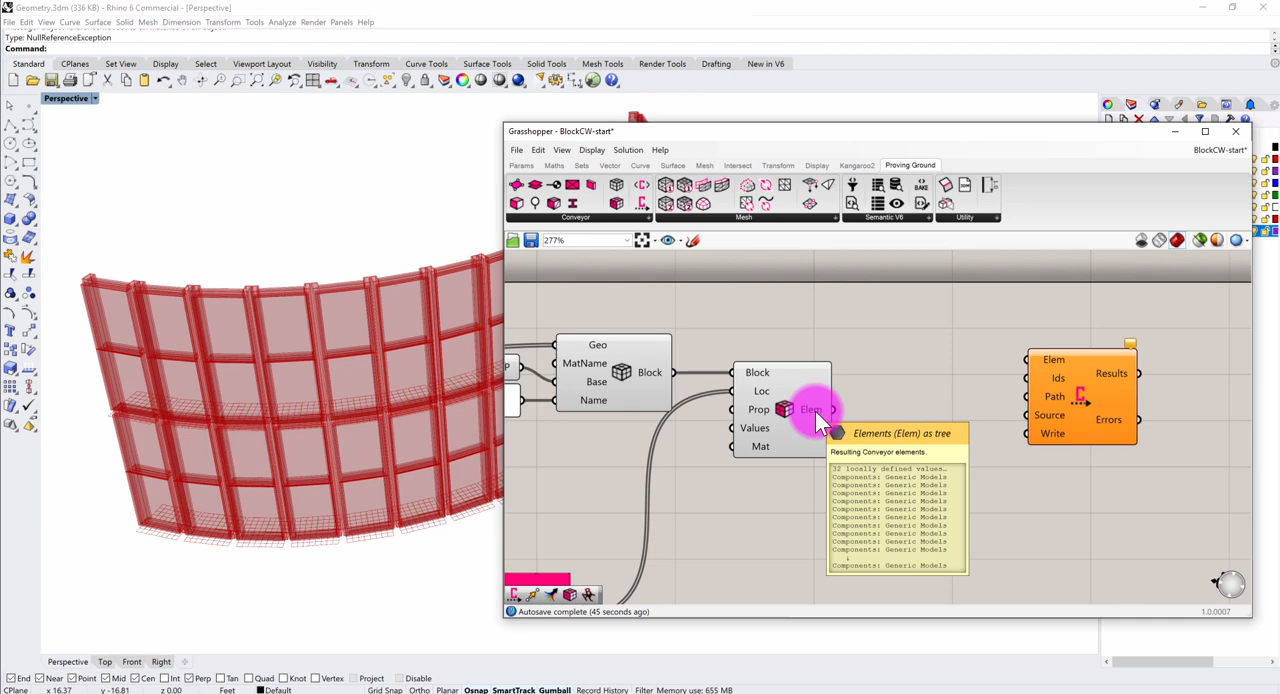 Geometry.3dm (336 KB) - Rhino 6 Commercial - [Perspective]
File Edit View Curve Surface Solid Mesh Dimension Transform Tools Analyze Render Panels Help
Type: NullReferenceException
Command:
Standard CPlanes Set View Display Select Viewport Layout Visibility Transform Curve Tools Surface Tools Solid Tools Mesh Tools Render Tools Drafting New in V6
Perspective
Grasshopper - BlockCW-start*
File Edit View Display Solution Help
BlockCW-start*
Params Maths Sets Vector Curve Surface Mesh Intersect Transform Display Kangaroo2 Proving Ground
BAKE
Conveyor Mesh Semantic V6 Utility
277%
Geo
MatName
Base
Name
Block
P
Block
Loc
Prop
Values
Mat
Elem
Elem
Ids
Path
Source
Write
Results
Errors
Elements (Elem) as tree
Resulting Conveyor elements.
32 locally defined values…
Components: Generic Models
Components: Generic Models
Components: Generic Models
Components: Generic Models
Components: Generic Models
Components: Generic Models
Components: Generic Models
Components: Generic Models
Components: Generic Models
Components: Generic Models
Components: Generic Models
Autosave complete (45 seconds ago)
1.0.0007
Perspective Top Front Right
End Near Point Mid Cen Int Perp Tan Quad Knot Vertex Project Disable
CPlane x 16.37 y -16.81 z 0.00 Feet Default Grid Snap Ortho Planar Osnap SmartTrack Gumball Record History Filter Memory use: 655 MB